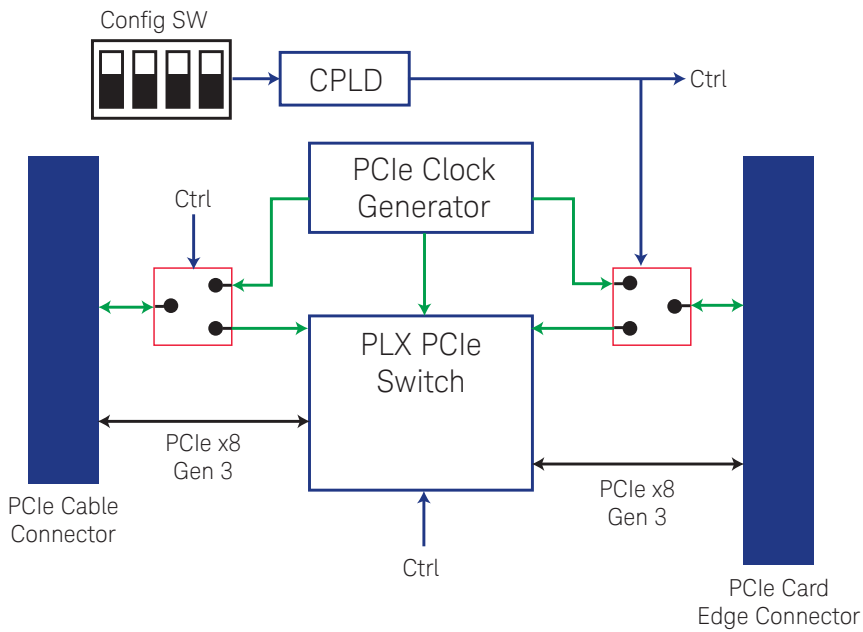 Config SW
CPLD
Ctrl
PCIe Clock
Generator
Ctrl
PLX PCIe
Switch
PCIe x8
Gen 3
PCIe x8
Gen 3
PCIe Cable
Connector
Ctrl
PCIe Card
Edge Connector